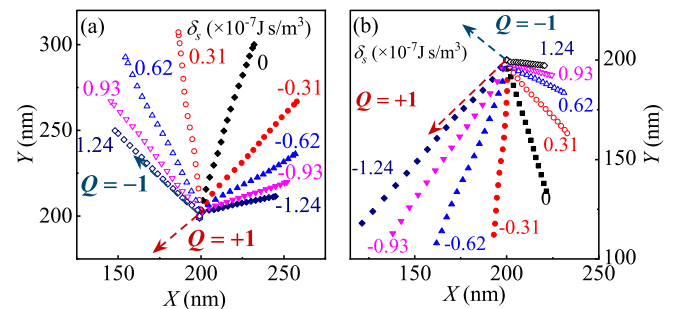 (a)
δs (×10-7J s/m3)
300
0.31
0
0.62
0.93
-0.31
250
1.24
-0.62
Q = −1
-0.93
-1.24
200
Q = +1
150
200
250
X (nm)
Y (nm)
(b)
Q = −1
δs (×10-7J s/m3)
1.24
200
0.93
0.62
Q = +1
0.31
-1.24
150
0
-0.31
-0.93
-0.62
100
150
200
250
X (nm)
Y (nm)